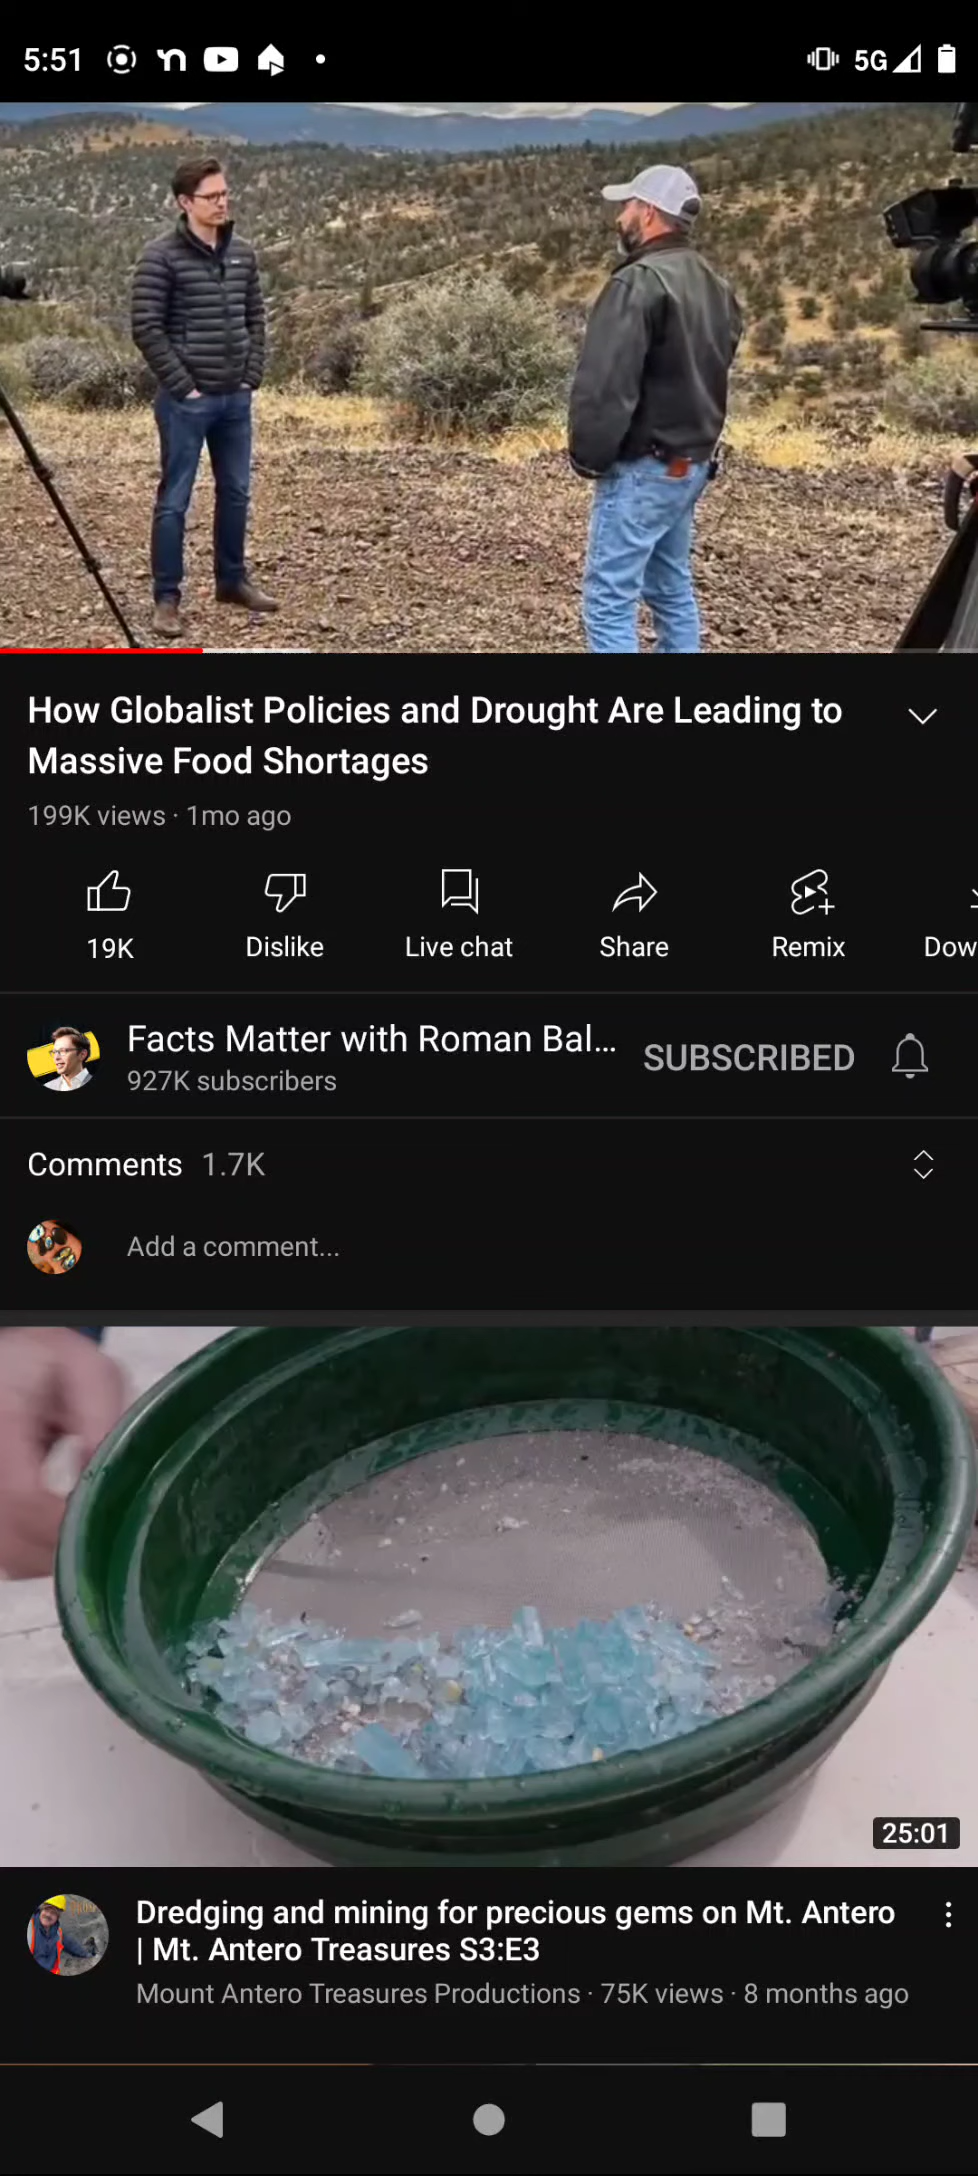 5:51
5G
How Globalist Policies and Drought Are Leading to
Massive Food Shortages
199K views · 1mo ago
19K
Dislike
Live chat
Share
Remix
Dow
Facts Matter with Roman Bal...
927K subscribers
SUBSCRIBED
Comments 1.7K
Add a comment...
25:01
Dredging and mining for precious gems on Mt. Antero
| Mt. Antero Treasures S3:E3
Mount Antero Treasures Productions · 75K views · 8 months ago